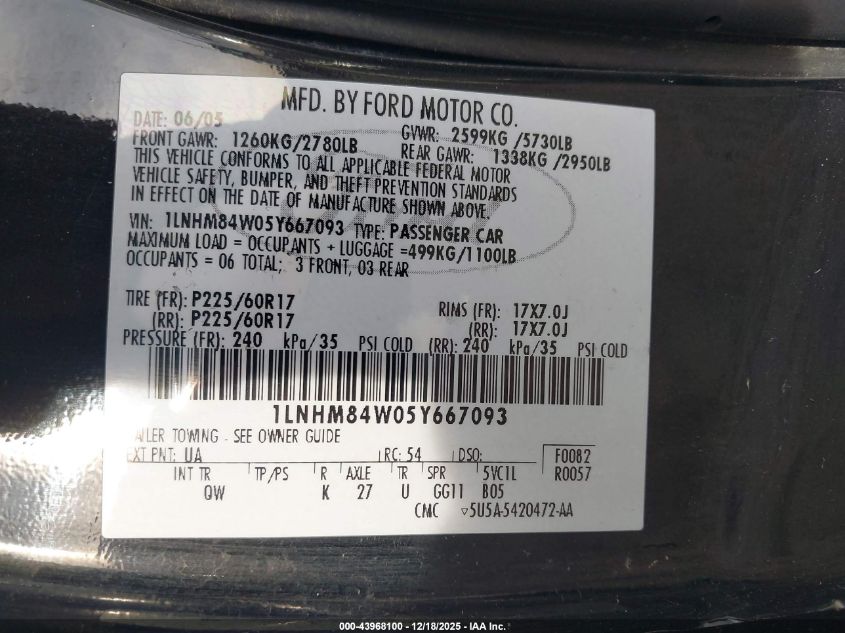 MFD. BY FORD MOTOR CO.
DATE: 06/05 GVWR: 2599KG /5730LB
FRONT GAWR: 1260KG/2780LB REAR GAWR: 1338KG /2950LB
THIS VEHICLE CONFORMS TO ALL APPLICABLE FEDERAL MOTOR
VEHICLE SAFETY, BUMPER, AND THEFT PREVENTION STANDARDS
IN EFFECT ON THE DATE OF MANUFACTURE SHOWN ABOVE.
VIN: 1LNHM84W05Y667093 TYPE: PASSENGER CAR
MAXIMUM LOAD = OCCUPANTS + LUGGAGE =499KG/1100LB
OCCUPANTS = 06 TOTAL; 3 FRONT, 03 REAR
TIRE (FR): P225/60R17 RIMS (FR): 17X7.0J
(RR): P225/60R17 (RR): 17X7.0J
PRESSURE (FR): 240 kPa/35 PSI COLD (RR): 240 kPa/35 PSI COLD
1LNHM84W05Y667093
AILER TOWING - SEE OWNER GUIDE
EXT PNT: UA RC: 54 DSO: F0082
INT TR TP/PS R AXLE TR SPR 5VC1L R0057
QW K 27 U GG11 B05
CMC ▿5U5A-5420472-AA
000-43968100 - 12/18/2025 - IAA Inc.